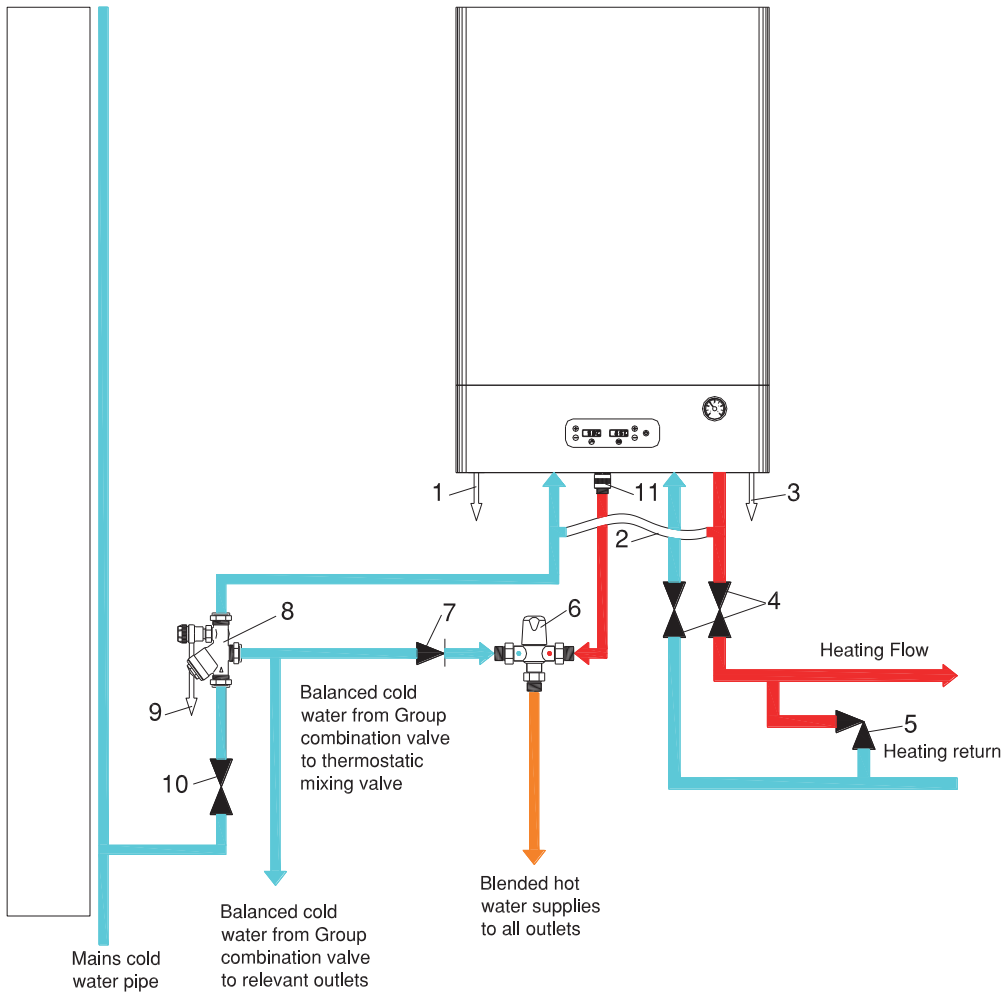 1
11
3
2
4
8
7
6
Heating Flow
9
Balanced cold
water from Group
combination valve
to thermostatic
mixing valve
5
Heating return
10
Blended hot
water supplies
to all outlets
Balanced cold
water from Group
combination valve
to relevant outlets
Mains cold
water pipe